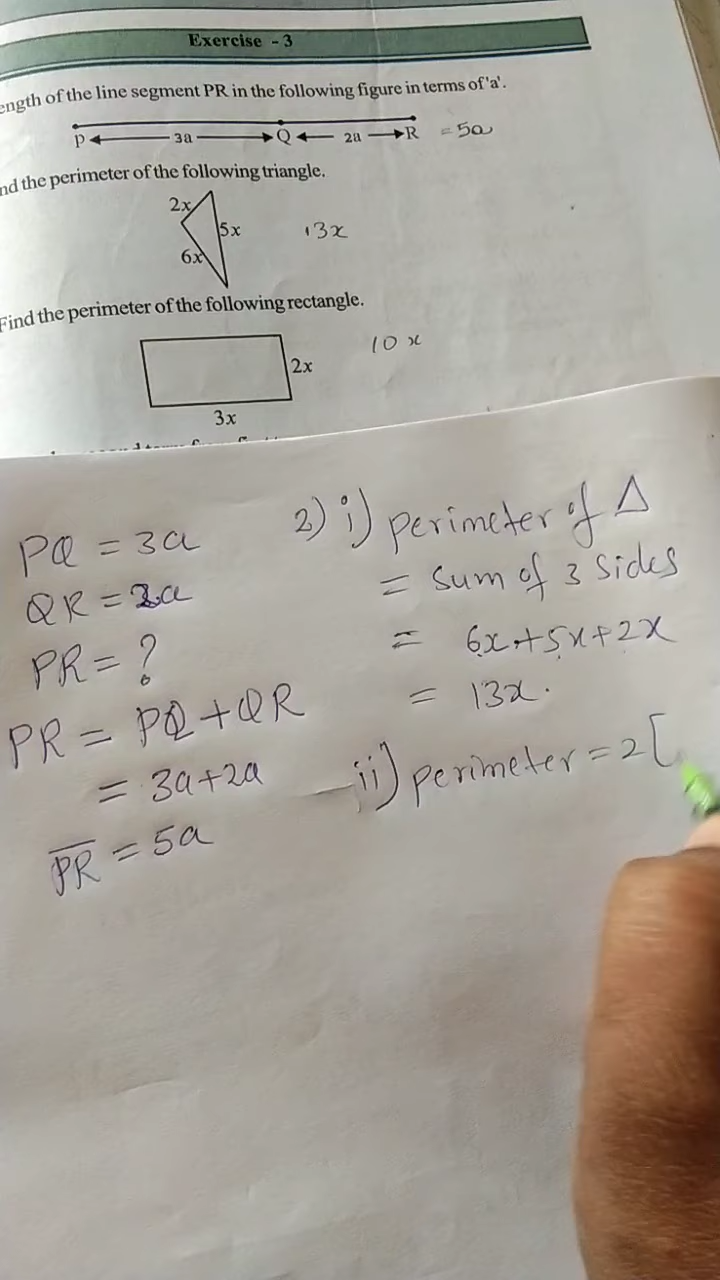 Exercise - 3
ength of the line segment PR in the following figure in terms of 'a'.
P 3a Q 2a R = 5a
nd the perimeter of the following triangle.
2x
5x 13x
6x
Find the perimeter of the following rectangle.
10 x
2x
3x
PQ = 3a
QR = 2a
PR = ?
PR = PQ + QR
= 3a+2a
PR = 5a
2) i) perimeter of Δ
= Sum of 3 Sides
= 6x+5x+2x
= 13x.
ii) perimeter = 2 [